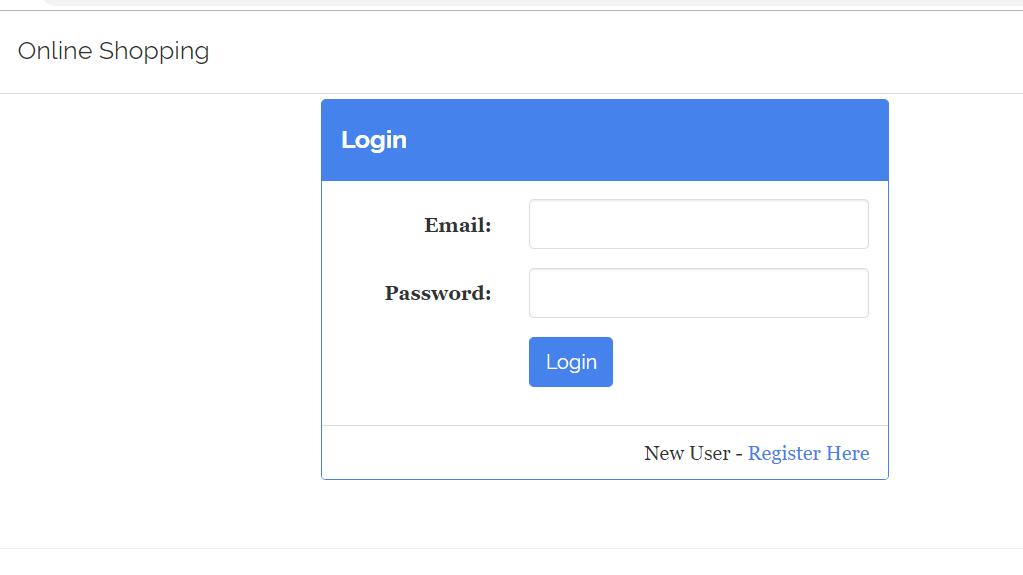 Online Shopping
Login
Email:
Password:
Login
New User - Register Here